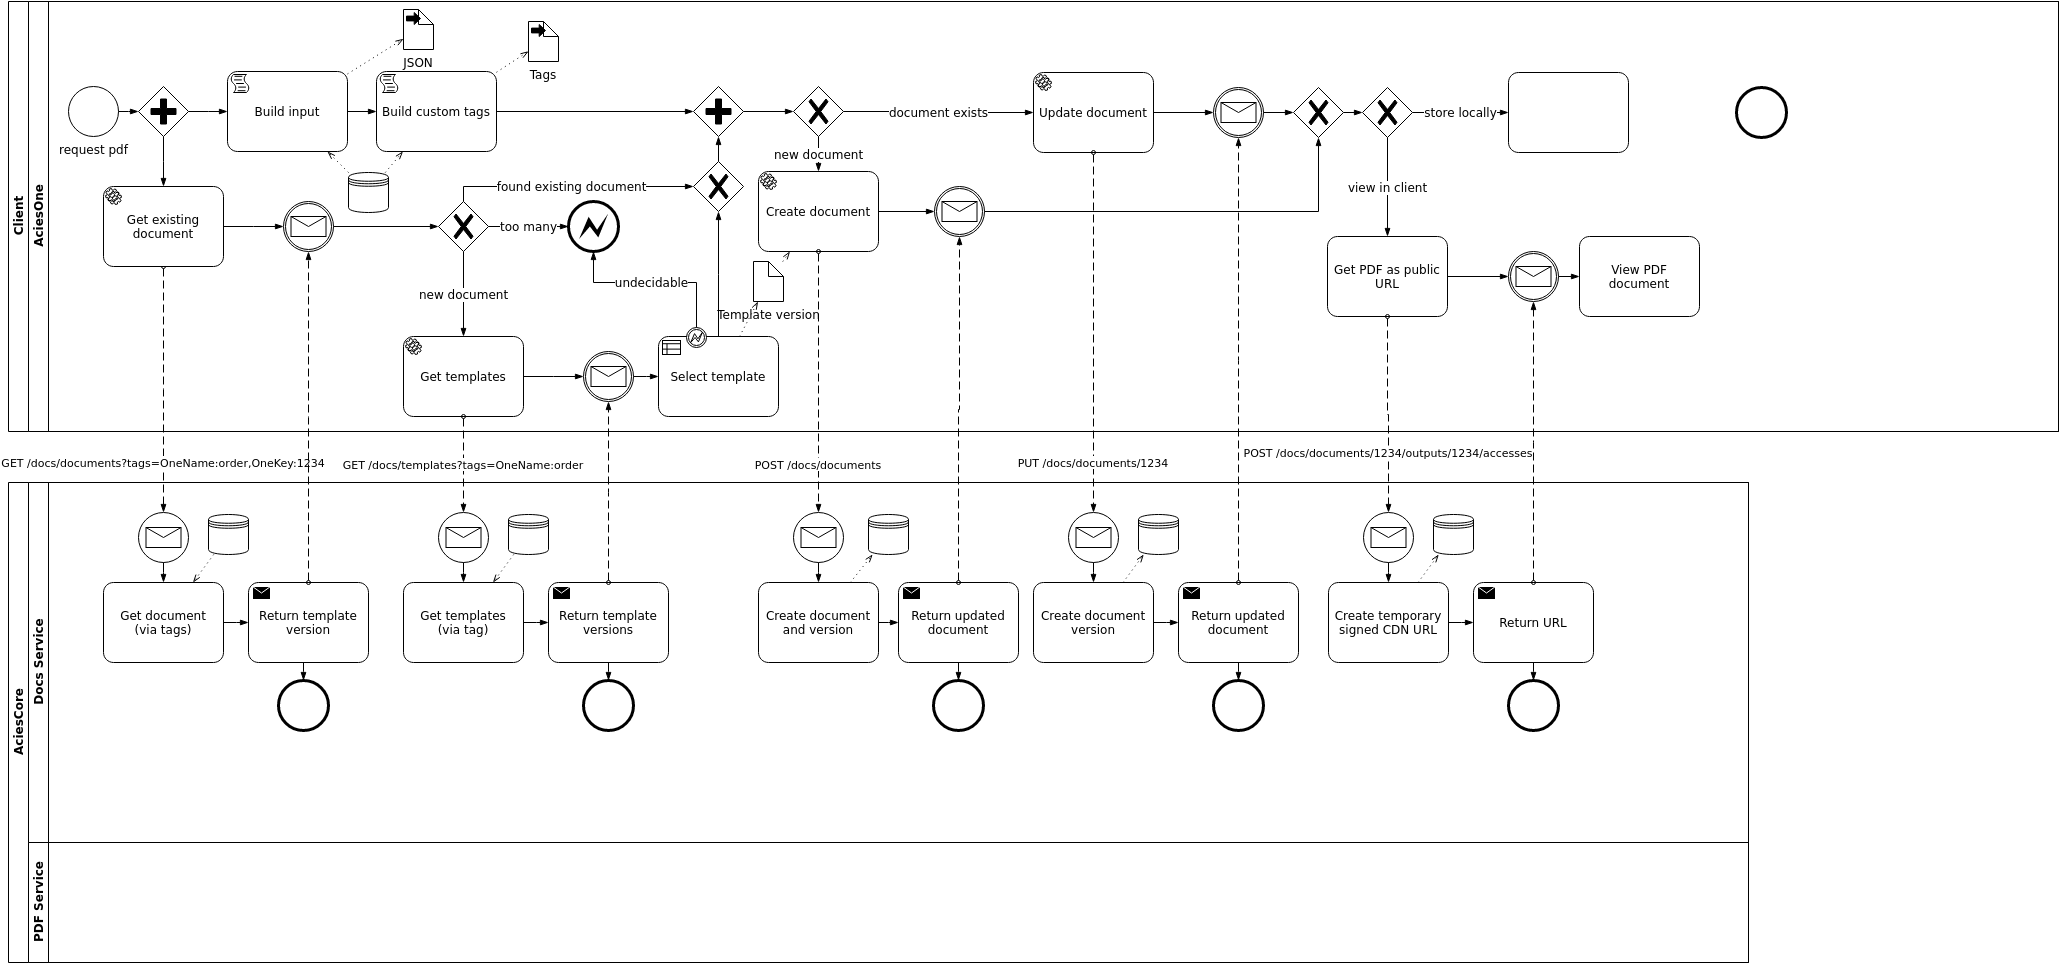 Client
AciesOne
request pdf
Build input
JSON
Build custom tags
Tags
Get existing
document
found existing document
too many
new document
undecidable
Get templates
Select template
Template version
document exists
new document
Create document
Update document
store locally
view in client
Get PDF as public
URL
View PDF
document
GET /docs/documents?tags=OneName:order,OneKey:1234
GET /docs/templates?tags=OneName:order
POST /docs/documents
PUT /docs/documents/1234
POST /docs/documents/1234/outputs/1234/accesses
AciesCore
Docs Service
Get document
(via tags)
Return template
version
Get templates
(via tag)
Return template
versions
Create document
and version
Return updated
document
Create document
version
Return updated
document
Create temporary
signed CDN URL
Return URL
PDF Service